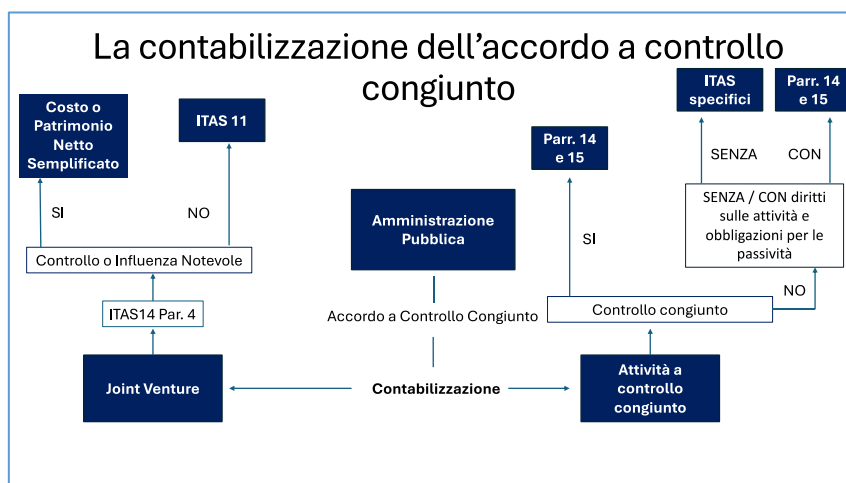 La contabilizzazione dell'accordo a controllo
congiunto
Costo o
Patrimonio
Netto
Semplificato
ITAS 11
SI
NO
Controllo o Influenza Notevole
ITAS14 Par. 4
Joint Venture
Amministrazione
Pubblica
Accordo a Controllo Congiunto
Contabilizzazione
Parr. 14
e 15
SI
ITAS
specifici
Parr. 14
e 15
SENZA
CON
SENZA / CON diritti
sulle attività e
obbligazioni per le
passività
NO
Controllo congiunto
Attività a
controllo
congiunto